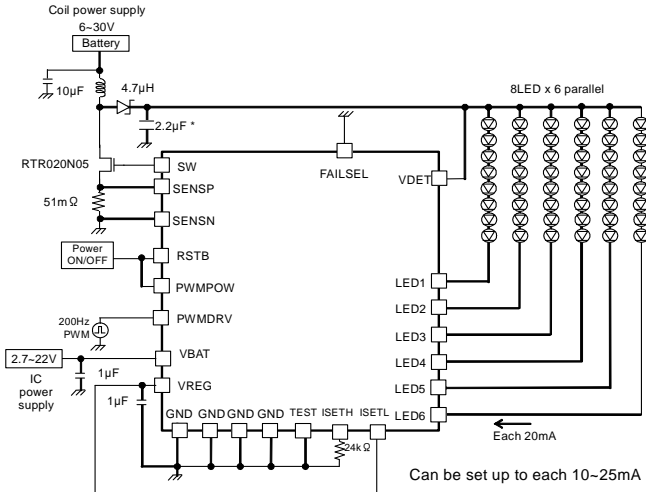 Coil power supply
6~30V
Battery
10µF
4.7µH
2.2µF *
8LED x 6 parallel
RTR020N05
SW
FAILSEL
VDET
SENSP
51mΩ
SENSN
Power
ON/OFF
RSTB
PWMPOW
LED1
LED2
200Hz
PWM
PWMDRV
LED3
2.7~22V
VBAT
LED4
IC
power
supply
1µF
VREG
LED5
1µF
GND GND GND GND TEST ISETH ISETL
LED6
24kΩ
Each 20mA
Can be set up to each 10~25mA